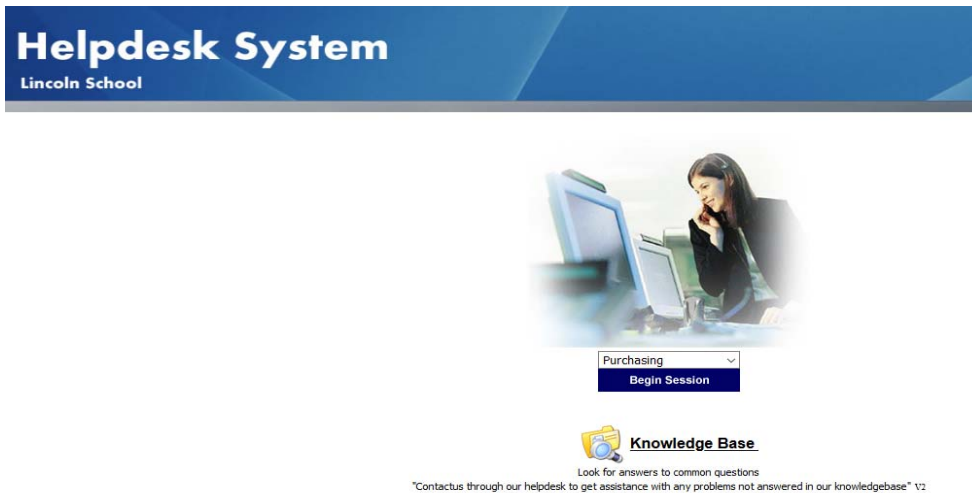 Helpdesk System
Lincoln School
Purchasing
Begin Session
Knowledge Base
Look for answers to common questions
"Contactus through our helpdesk to get assistance with any problems not answered in our knowledgebase" V2